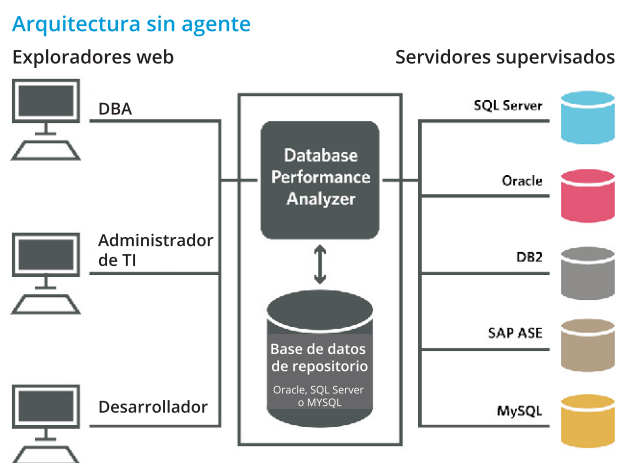 Arquitectura sin agente
Exploradores web
Servidores supervisados
DBA
Administrador
de TI
Desarrollador
Database
Performance
Analyzer
Base de datos
de repositorio
Oracle, SQL Server
o MYSQL
SQL Server
Oracle
DB2
SAP ASE
MySQL